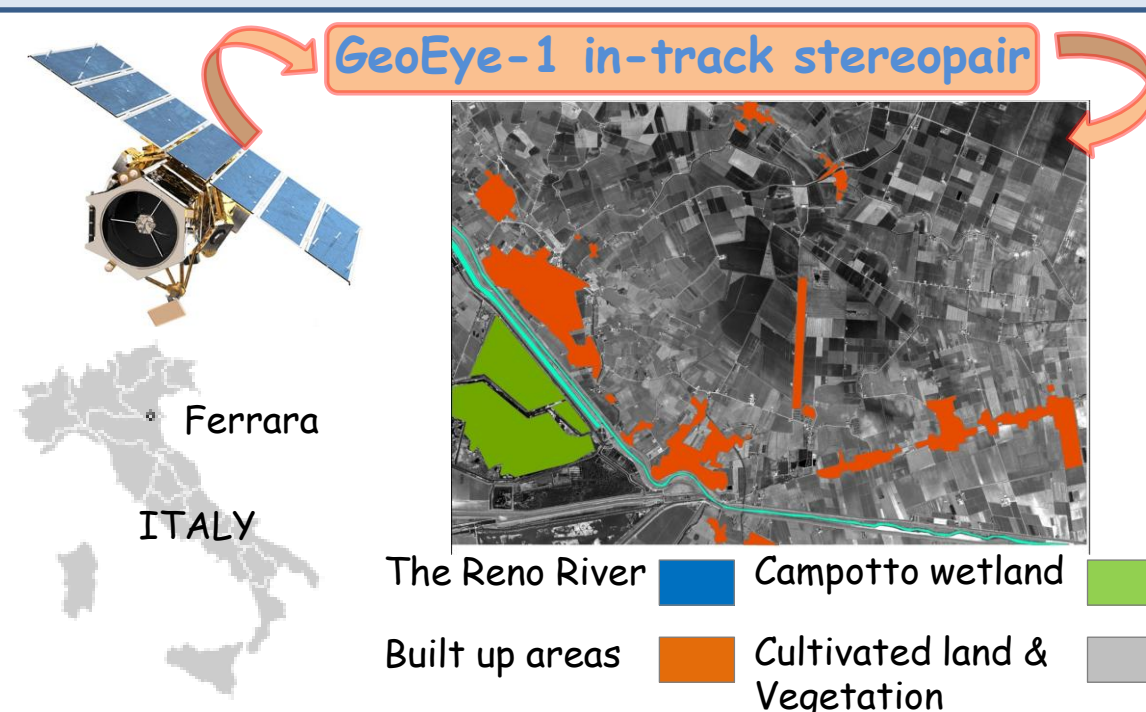 GeoEye-1 in-track stereopair
Ferrara
ITALY
The Reno River
Campotto wetland
Built up areas
Cultivated land &
Vegetation